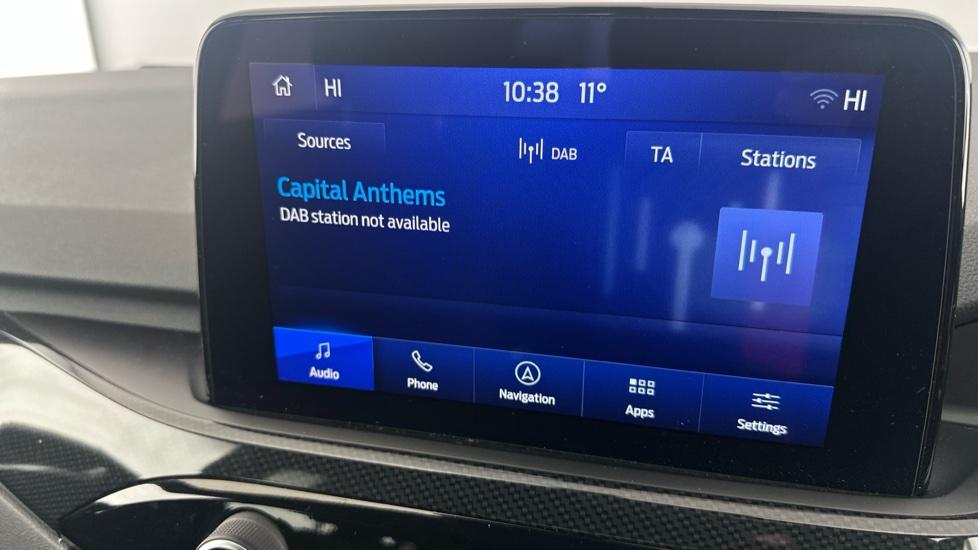 HI 10:38 11° HI
Sources DAB TA Stations
Capital Anthems
DAB station not available
Audio Phone Navigation Apps Settings